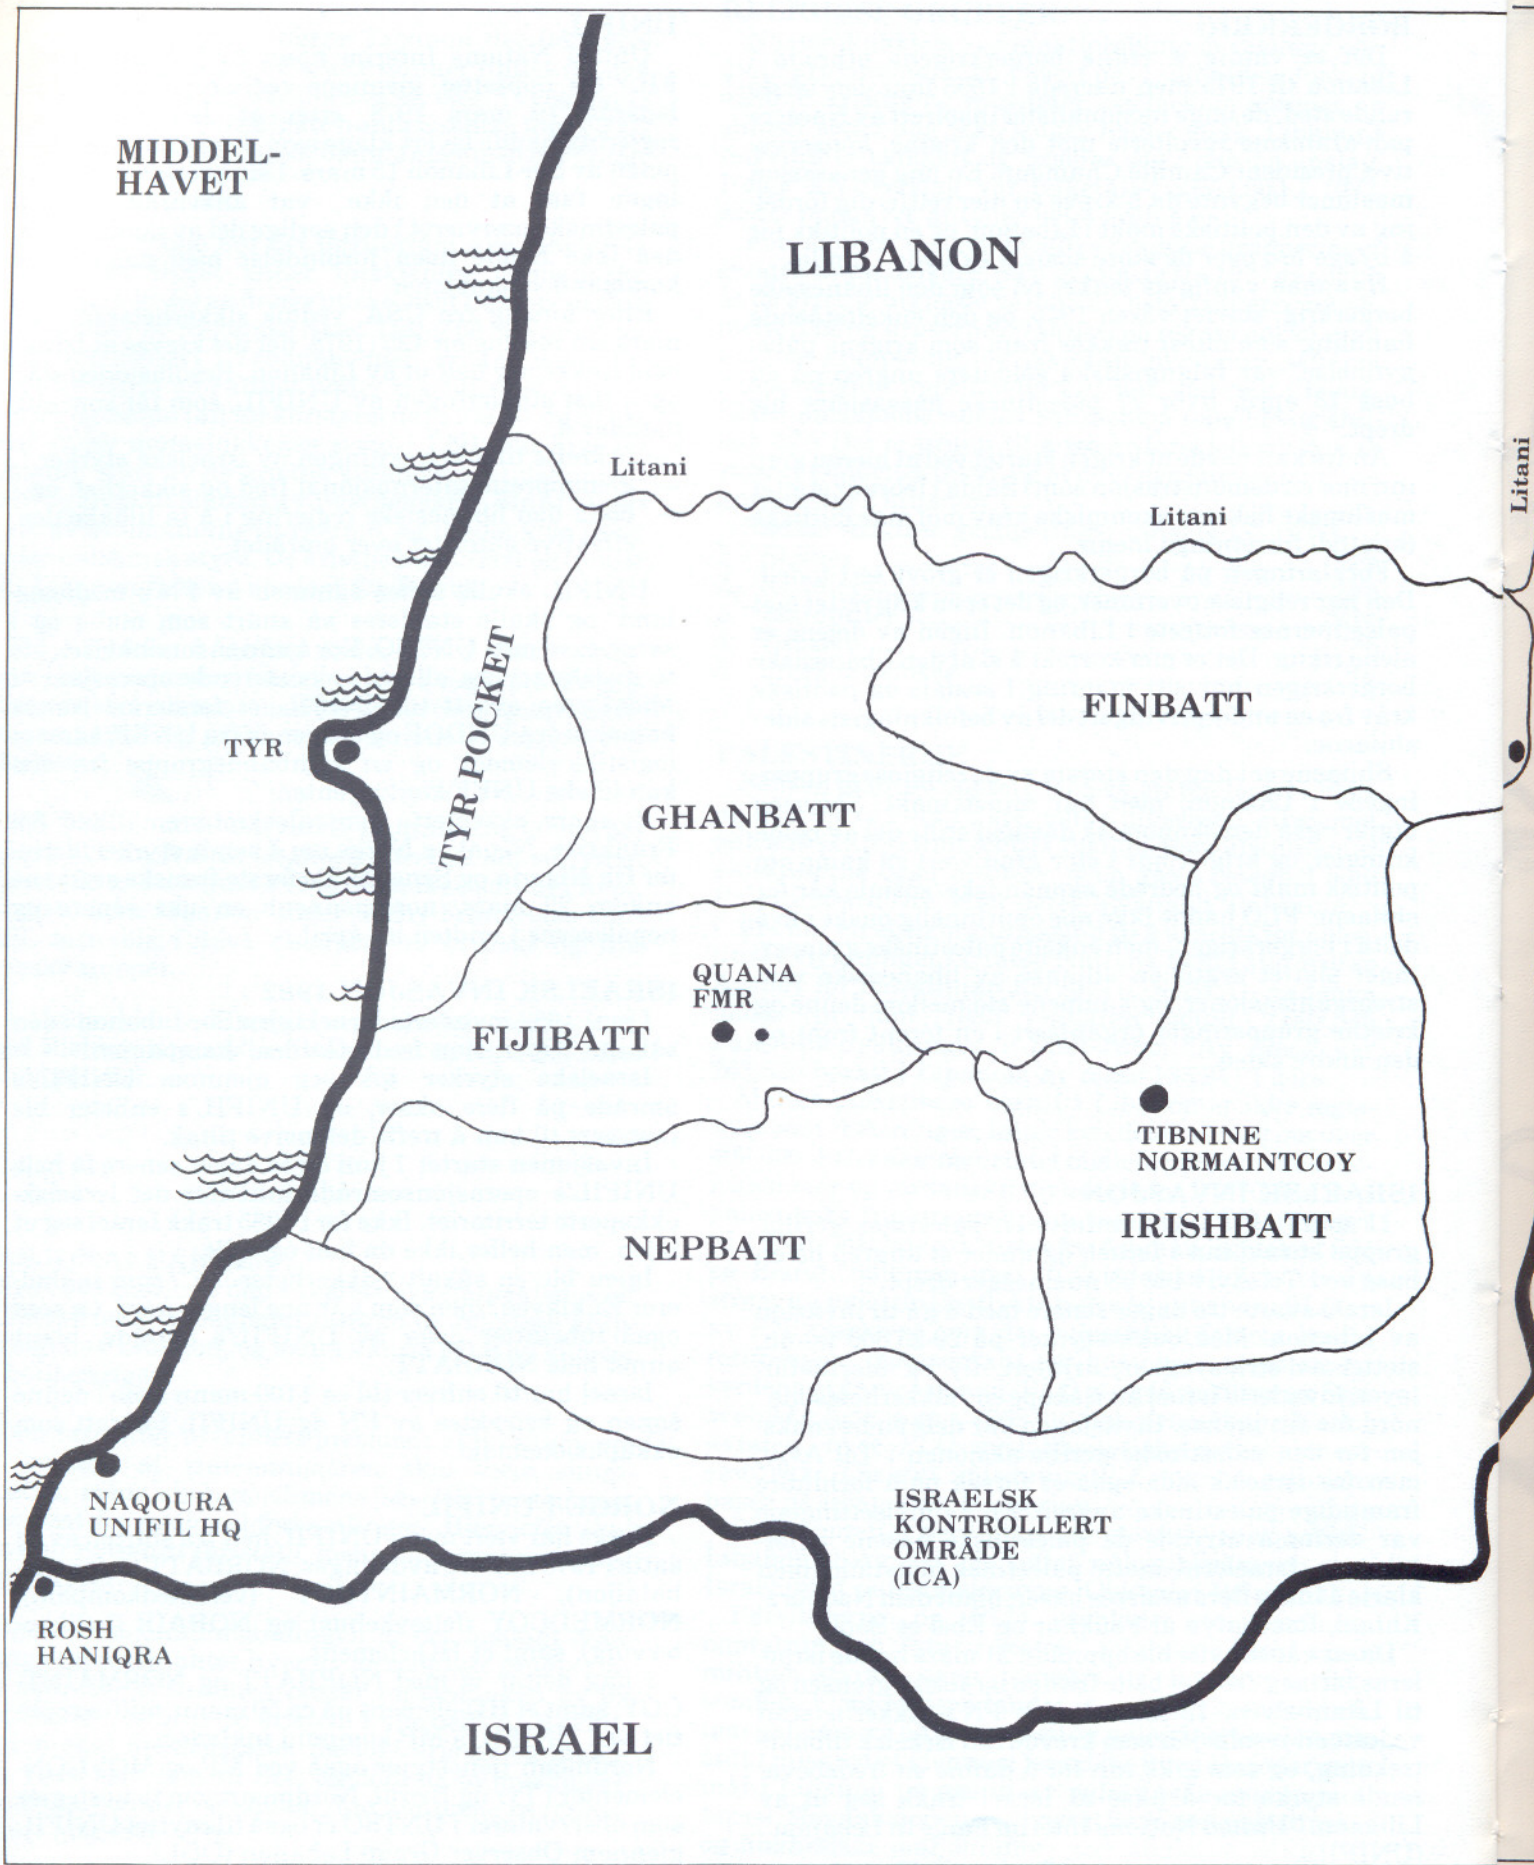 MIDDEL-
HAVET
LIBANON
Litani
Litani
Litani
TYR POCKET
FINBATT
TYR
GHANBATT
QUANA
FMR
FIJIBATT
TIBNINE
NORMAINTCOY
IRISHBATT
NEPBATT
NAQOURA
UNIFIL HQ
ISRAELSK
KONTROLLERT
OMRÅDE
(ICA)
ROSH
HANIQRA
ISRAEL